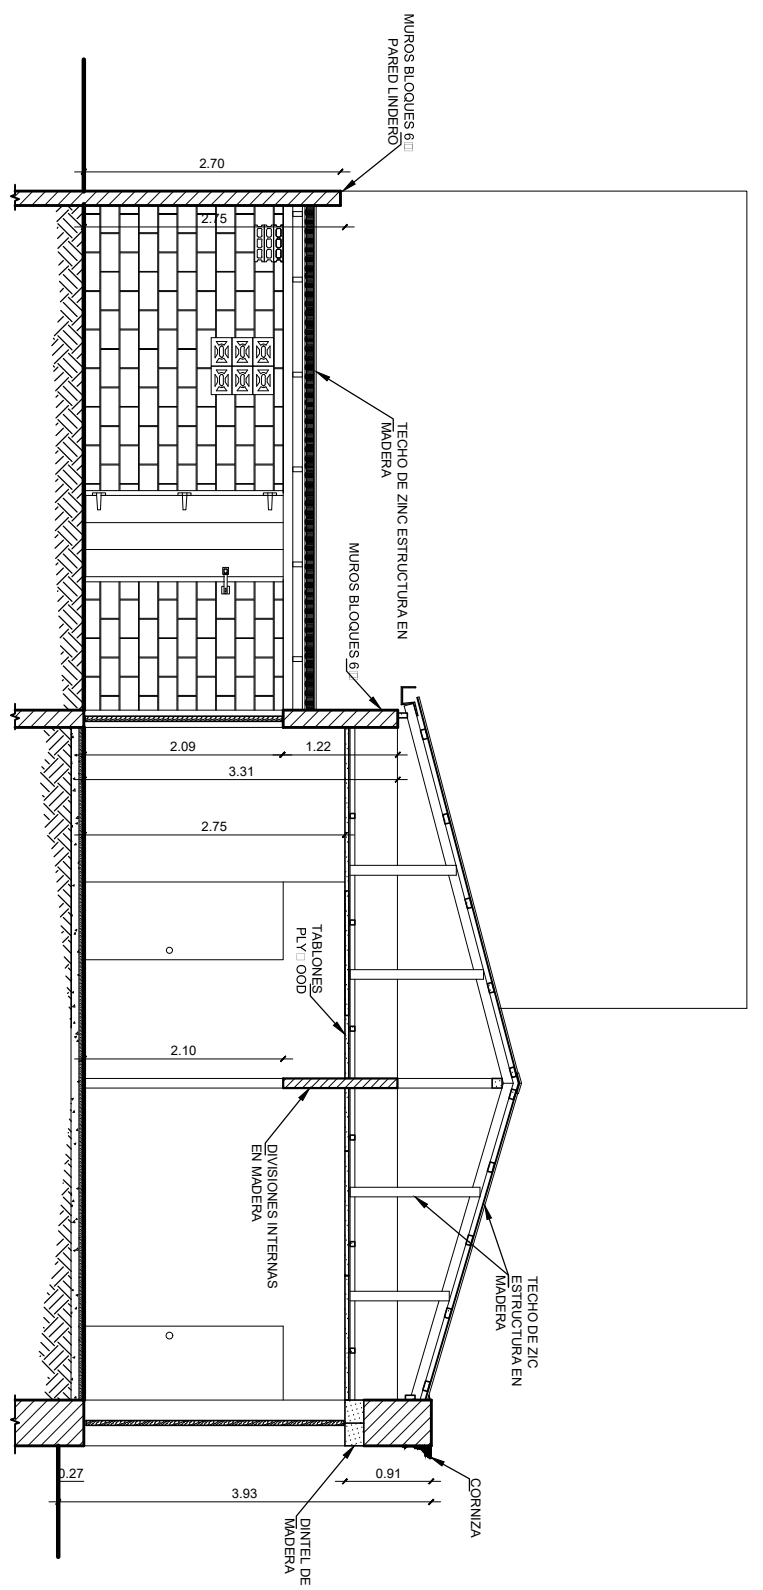 MUROS BLOQUES 6□
PARED LINDERO
2.70
2.75
TECHO DE ZINC ESTRUCTURA EN
MADERA
MUROS BLOQUES 6□
2.09
1.22
3.31
2.75
TABLONES
PLY□OOD
2.10
DIVISIONES INTERNAS
EN MADERA
TECHO DE ZIC
ESTRUCTURA EN
MADERA
0.27
0.91
3.93
CORNIZA
DINTEL DE
MADERA